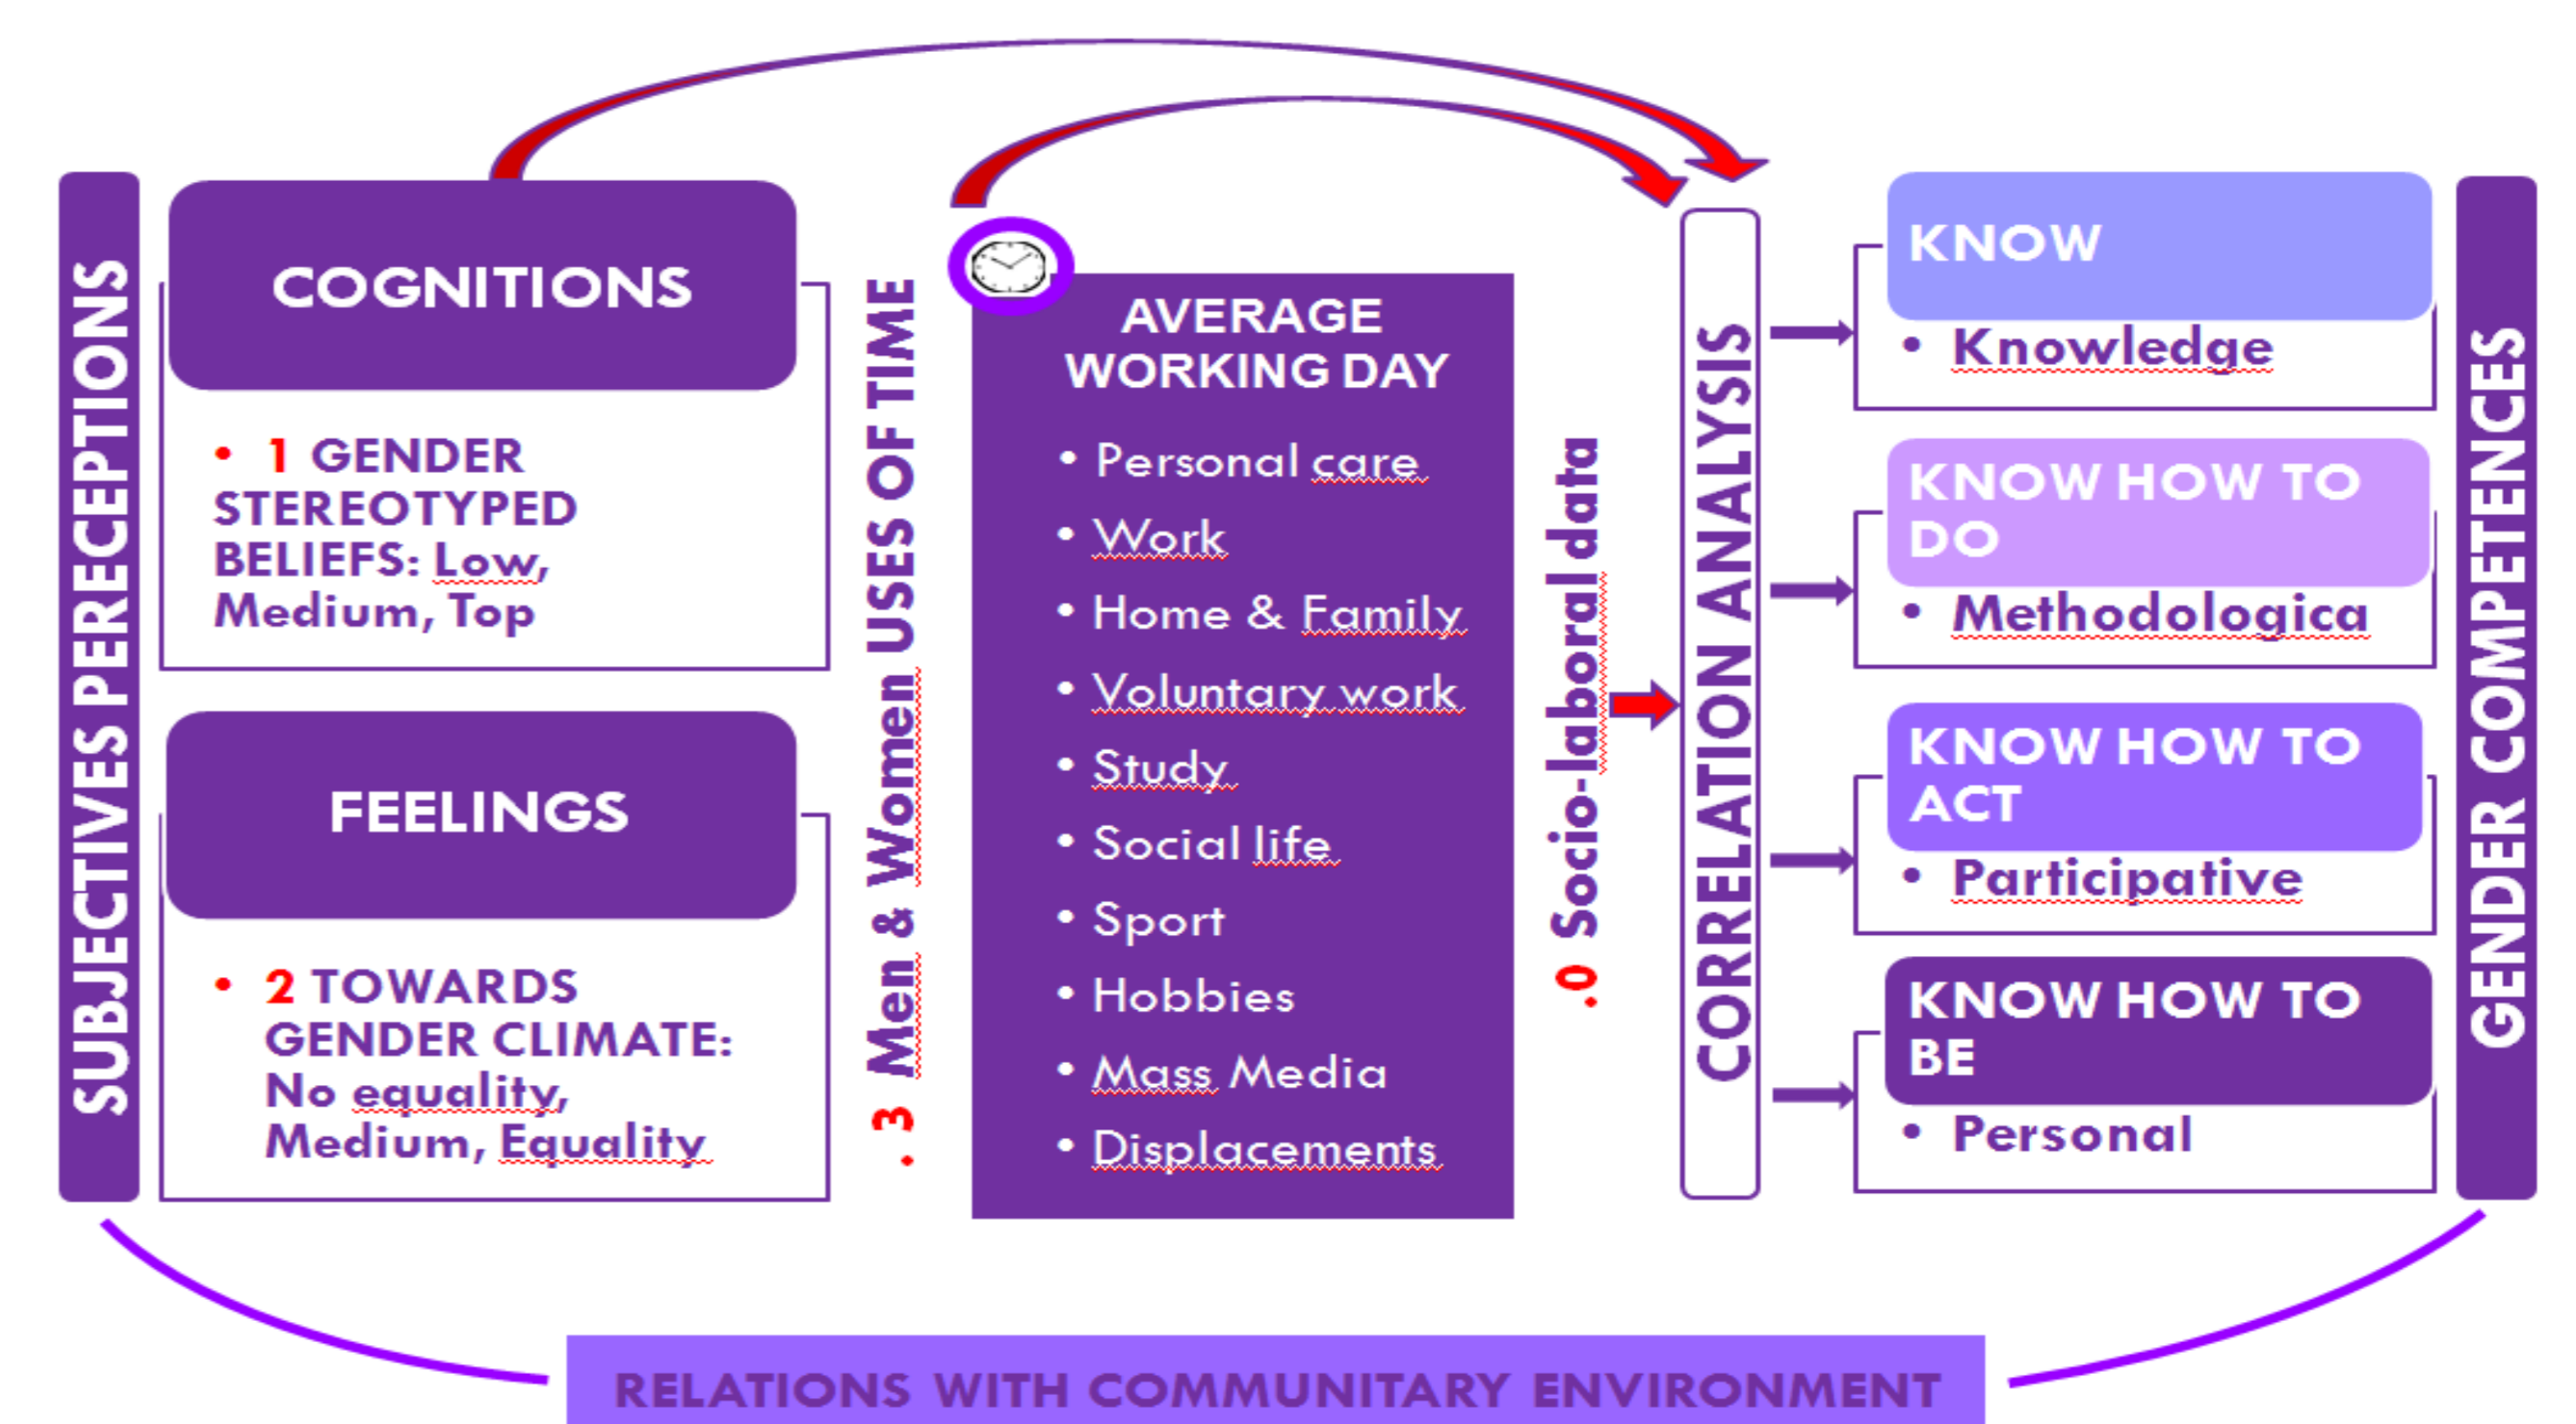 SUBJECTIVES PERECEPTIONS
COGNITIONS
• 1 GENDER
STEREOTYPED
BELIEFS: Low,
Medium, Top
FEELINGS
• 2 TOWARDS
GENDER CLIMATE:
No equality,
Medium, Equality
. 3 Men & Women USES OF TIME
AVERAGE
WORKING DAY
• Personal care
• Work
• Home & Family
• Voluntary work
• Study
• Social life
• Sport
• Hobbies
• Mass Media
• Displacements
.0 Socio-laboral data
CORRELATION ANALYSIS
KNOW
• Knowledge
KNOW HOW TO
DO
• Methodologica
KNOW HOW TO
ACT
• Participative
KNOW HOW TO
BE
• Personal
GENDER COMPETENCES
RELATIONS WITH COMMUNITARY ENVIRONMENT